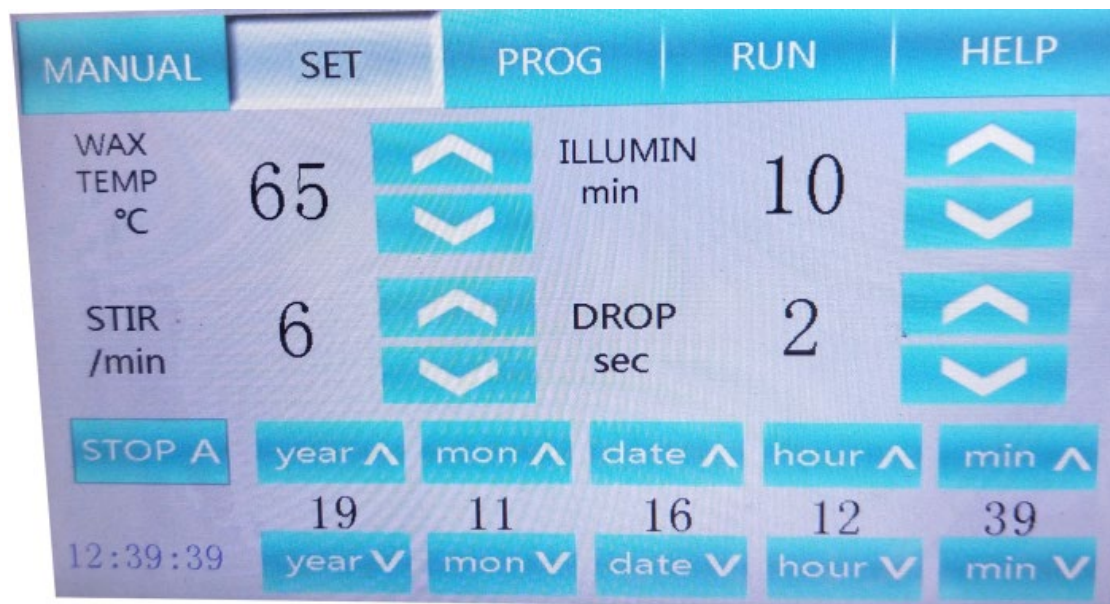 MANUAL SET PROG RUN HELP
WAX
TEMP
°C
65
ILLUMIN
min
10
STIR
/min
6
DROP
sec
2
STOP A year mon date hour min
19 11 16 12 39
12:39:39 year mon date hour min